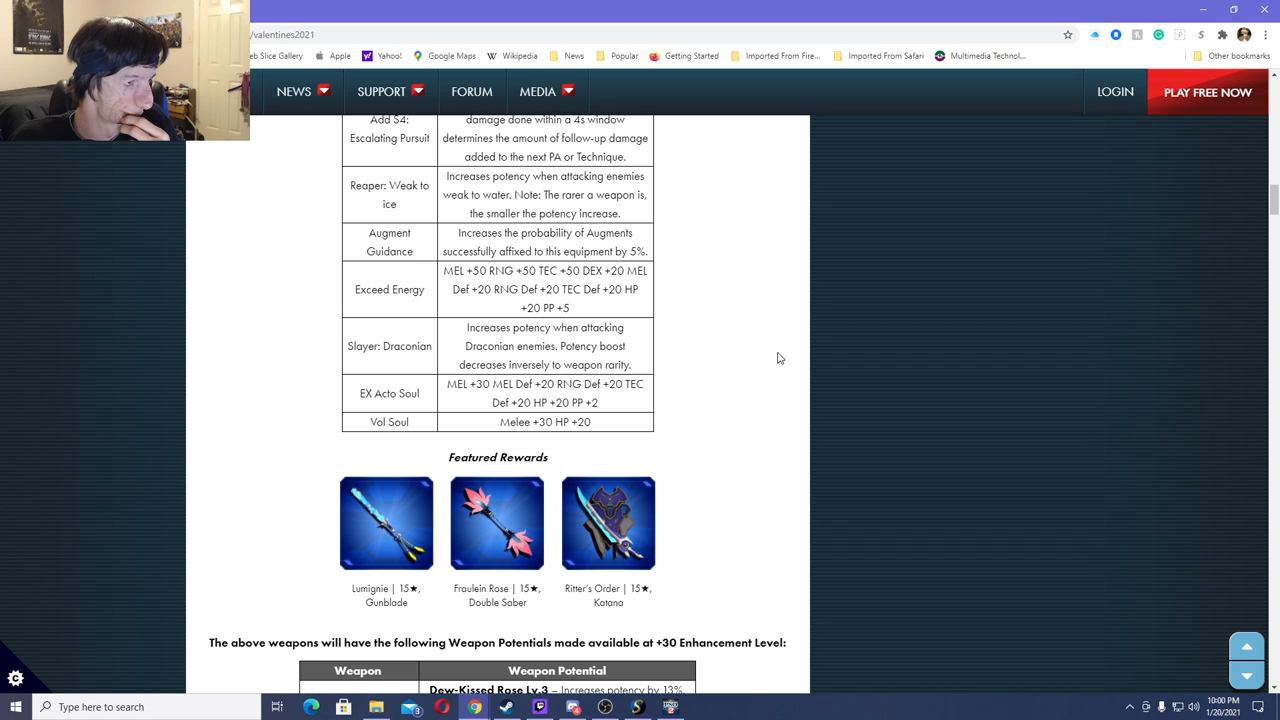 /valentines2021
eb Slice Gallery Apple Yahoo! Google Maps Wikipedia News Popular Getting Started Imported From Fire... Imported From Safari Multimedia Technol... Other bookmarks
NEWS SUPPORT FORUM MEDIA LOGIN PLAY FREE NOW
Add S4:
Escalating Pursuit
damage done within a 4s window
determines the amount of follow-up damage
added to the next PA or Technique.
Reaper: Weak to
ice
Increases potency when attacking enemies
weak to water. Note: The rarer a weapon is,
the smaller the potency increase.
Augment
Guidance
Increases the probability of Augments
successfully affixed to this equipment by 5%.
Exceed Energy
MEL +50 RNG +50 TEC +50 DEX +20 MEL
Def +20 RNG Def +20 TEC Def +20 HP
+20 PP +5
Slayer: Draconian
Increases potency when attacking
Draconian enemies. Potency boost
decreases inversely to weapon rarity.
EX Acto Soul
MEL +30 MEL Def +20 RNG Def +20 TEC
Def +20 HP +20 PP +2
Vol Soul
Melee +30 HP +20
Featured Rewards
Lumignie | 15★,
Gunblade
Fraulein Rose | 15★,
Double Saber
Ritter's Order | 15★,
Katana
The above weapons will have the following Weapon Potentials made available at +30 Enhancement Level:
Weapon Weapon Potential
Dew-Kissed Rose Lv.3 – Increases potency by 13%.
Type here to search
10:00 PM
1/20/2021